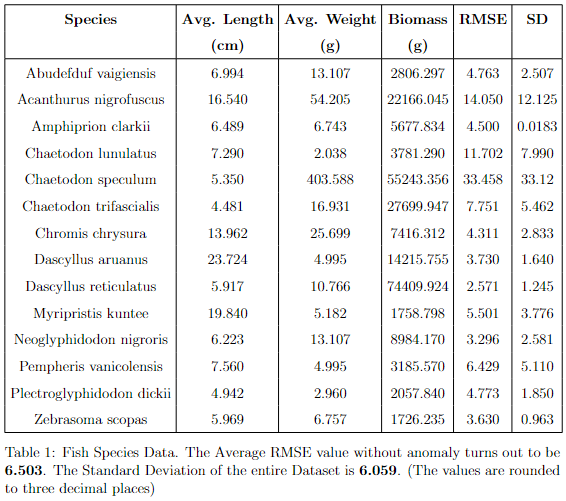 Species Avg. Length Avg. Weight Biomass RMSE SD
(cm) (g) (g)
Abudefduf vaigiensis 6.994 13.107 2806.297 4.763 2.507
Acanthurus nigrofuscus 16.540 54.205 22166.045 14.050 12.125
Amphiprion clarkii 6.489 6.743 5677.834 4.500 0.0183
Chaetodon lunulatus 7.290 2.038 3781.290 11.702 7.990
Chaetodon speculum 5.350 403.588 55243.356 33.458 33.12
Chaetodon trifascialis 4.481 16.931 27699.947 7.751 5.462
Chromis chrysura 13.962 25.699 7416.312 4.311 2.833
Dascyllus aruanus 23.724 4.995 14215.755 3.730 1.640
Dascyllus reticulatus 5.917 10.766 74409.924 2.571 1.245
Myripristis kuntee 19.840 5.182 1758.798 5.501 3.776
Neoglyphidodon nigroris 6.223 13.107 8984.170 3.296 2.581
Pempheris vanicolensis 7.560 4.995 3185.570 6.429 5.110
Plectroglyphidodon dickii 4.942 2.960 2057.840 4.773 1.850
Zebrasoma scopas 5.969 6.757 1726.235 3.630 0.963
Table 1: Fish Species Data. The Average RMSE value without anomaly turns out to be
6.503. The Standard Deviation of the entire Dataset is 6.059. (The values are rounded
to three decimal places)